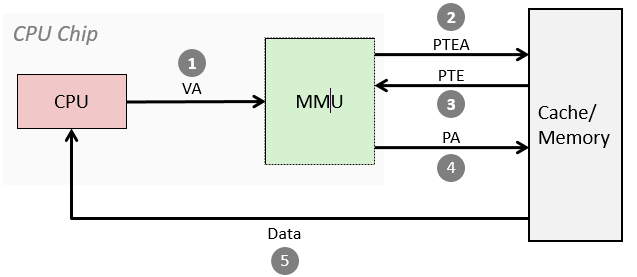 CPU Chip
2
PTEA
1
VA
PTE
CPU
MMU
3
Cache/
Memory
PA
4
Data
5